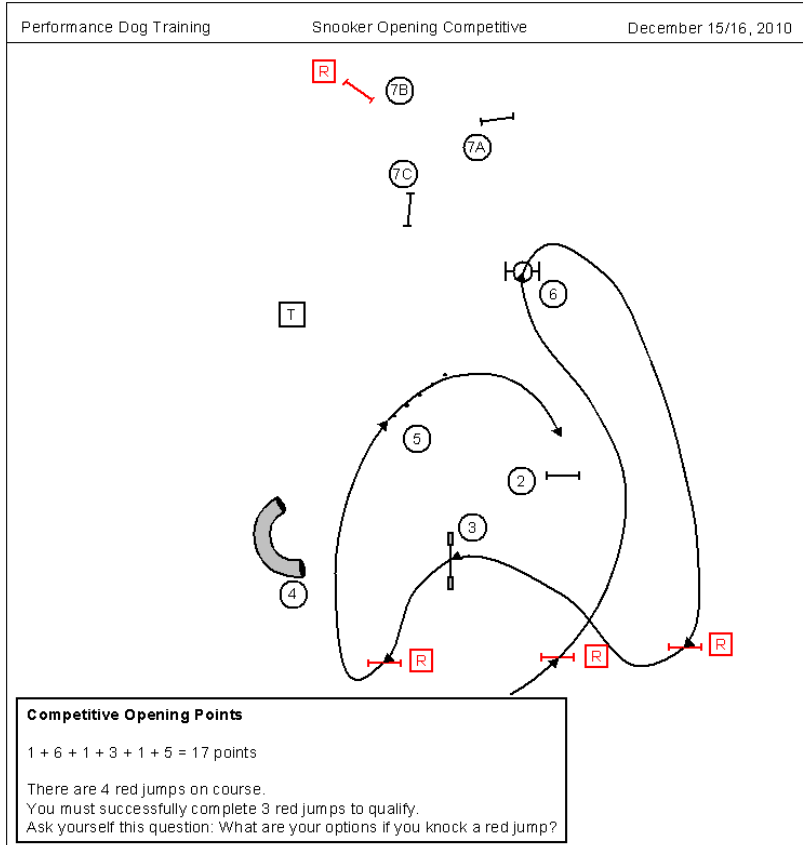 Performance Dog Training Snooker Opening Competitive December 15/16, 2010
R
7B
7A
7C
6
T
5
2
3
4
R
R
R
Competitive Opening Points
1 + 6 + 1 + 3 + 1 + 5 = 17 points
There are 4 red jumps on course.
You must successfully complete 3 red jumps to qualify.
Ask yourself this question: What are your options if you knock a red jump?